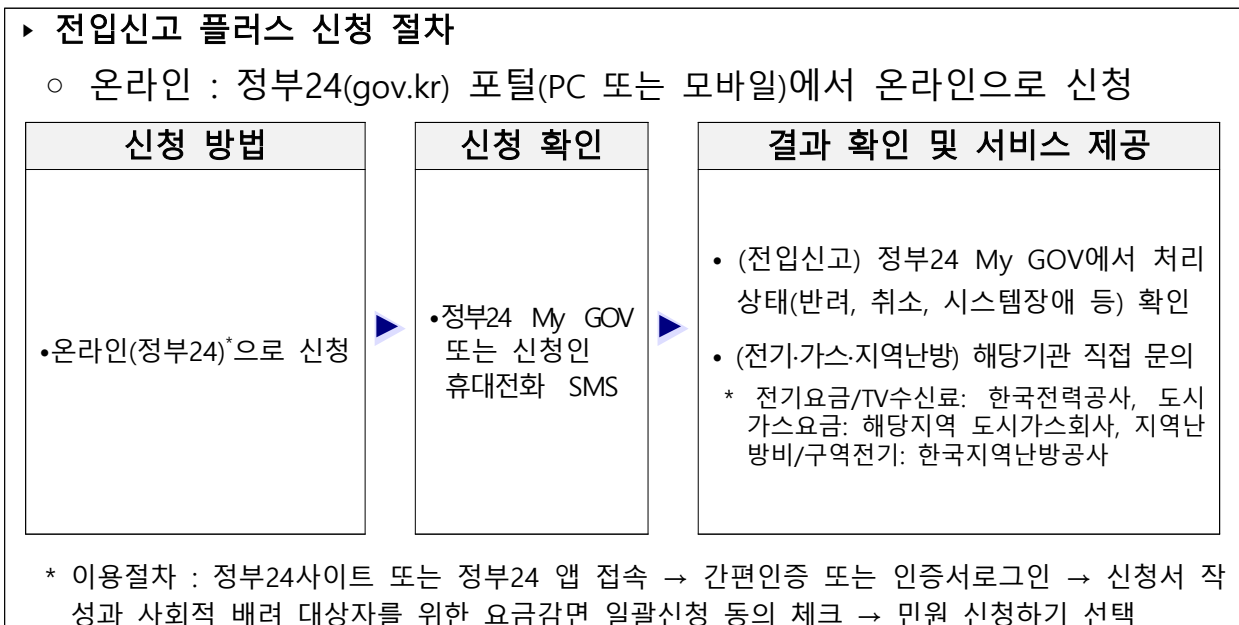 ▸ 전입신고 플러스 신청 절차
○ 온라인 : 정부24(gov.kr) 포털(PC 또는 모바일)에서 온라인으로 신청
신청 방법
•온라인(정부24)*으로 신청
신청 확인
•정부24 My GOV
또는 신청인
휴대전화 SMS
결과 확인 및 서비스 제공
• (전입신고) 정부24 My GOV에서 처리
상태(반려, 취소, 시스템장애 등) 확인
• (전기·가스·지역난방) 해당기관 직접 문의
* 전기요금/TV수신료: 한국전력공사, 도시
가스요금: 해당지역 도시가스회사, 지역난
방비/구역전기: 한국지역난방공사
* 이용절차 : 정부24사이트 또는 정부24 앱 접속 → 간편인증 또는 인증서로그인 → 신청서 작
성과 사회적 배려 대상자를 위한 요금감면 일괄신청 동의 체크 → 민원 신청하기 선택